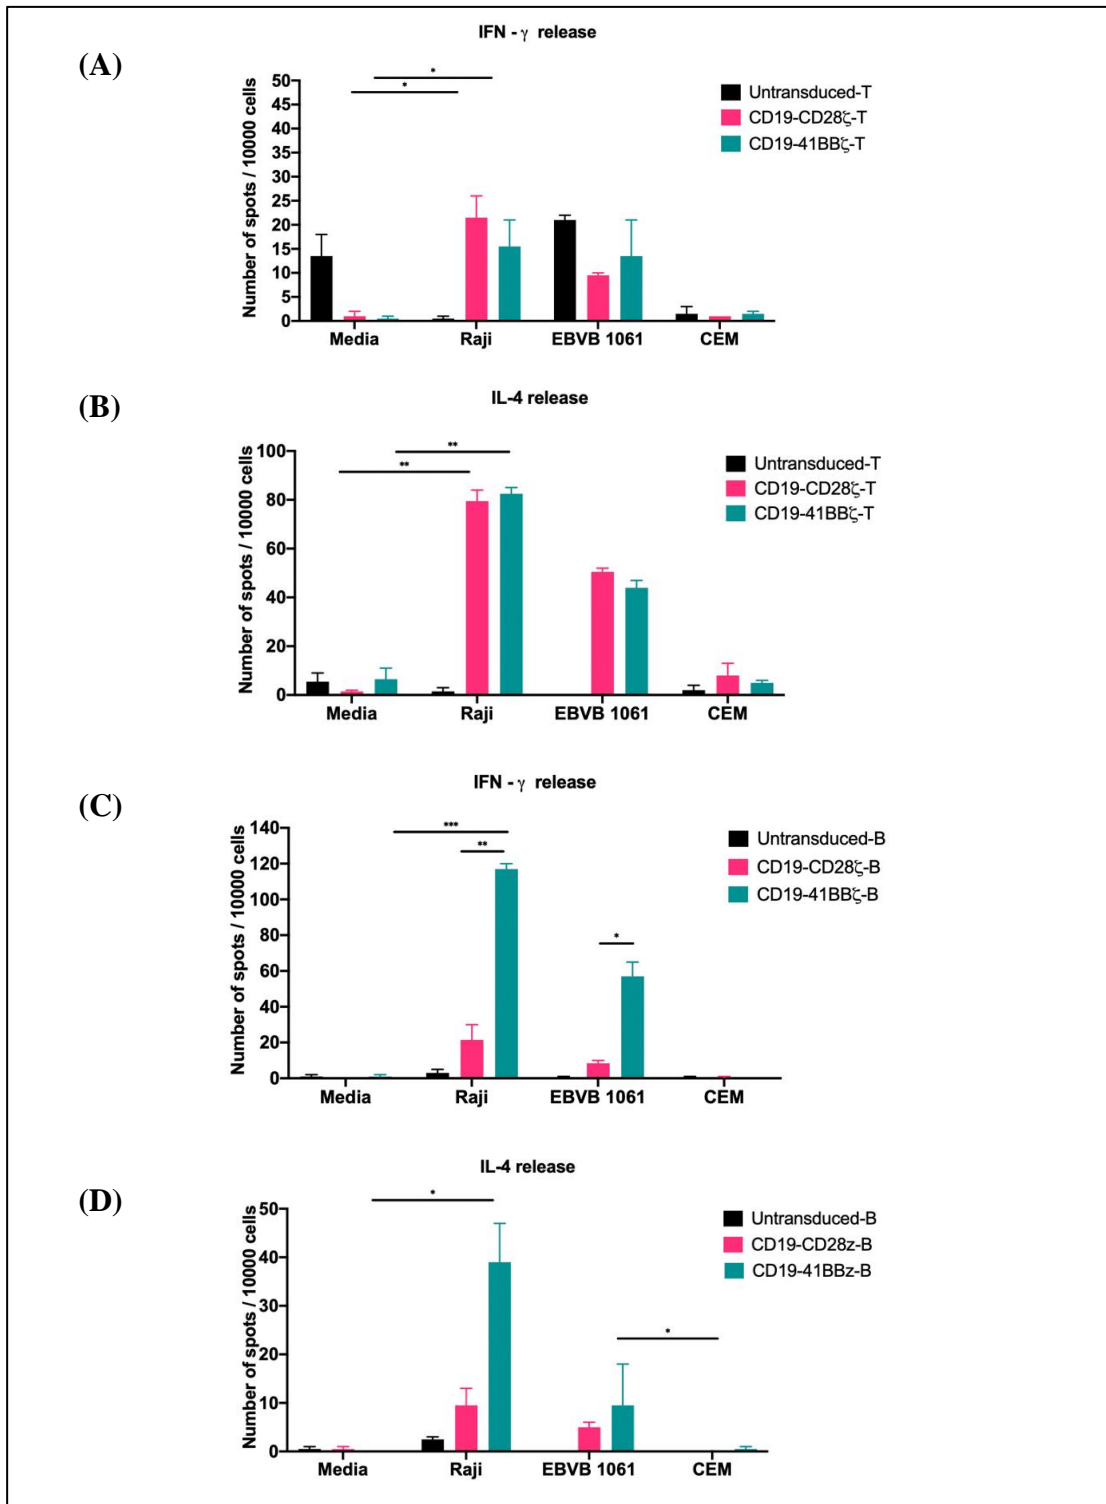 IFN - γ release
(A)
Number of spots / 10000 cells
50
45
40
35
30
25
20
15
10
5
0
*
*
Untransduced-T
CD19-CD28ζ-T
CD19-41BBζ-T
Media Raji EBVB 1061 CEM
IL-4 release
(B)
Number of spots / 10000 cells
100
80
60
40
20
0
**
**
Untransduced-T
CD19-CD28ζ-T
CD19-41BBζ-T
Media Raji EBVB 1061 CEM
IFN - γ release
(C)
Number of spots / 10000 cells
140
120
100
80
60
40
20
0
***
**
*
Untransduced-B
CD19-CD28ζ-B
CD19-41BBζ-B
Media Raji EBVB 1061 CEM
IL-4 release
(D)
Number of spots / 10000 cells
50
40
30
20
10
0
*
*
Untransduced-B
CD19-CD28z-B
CD19-41BBz-B
Media Raji EBVB 1061 CEM